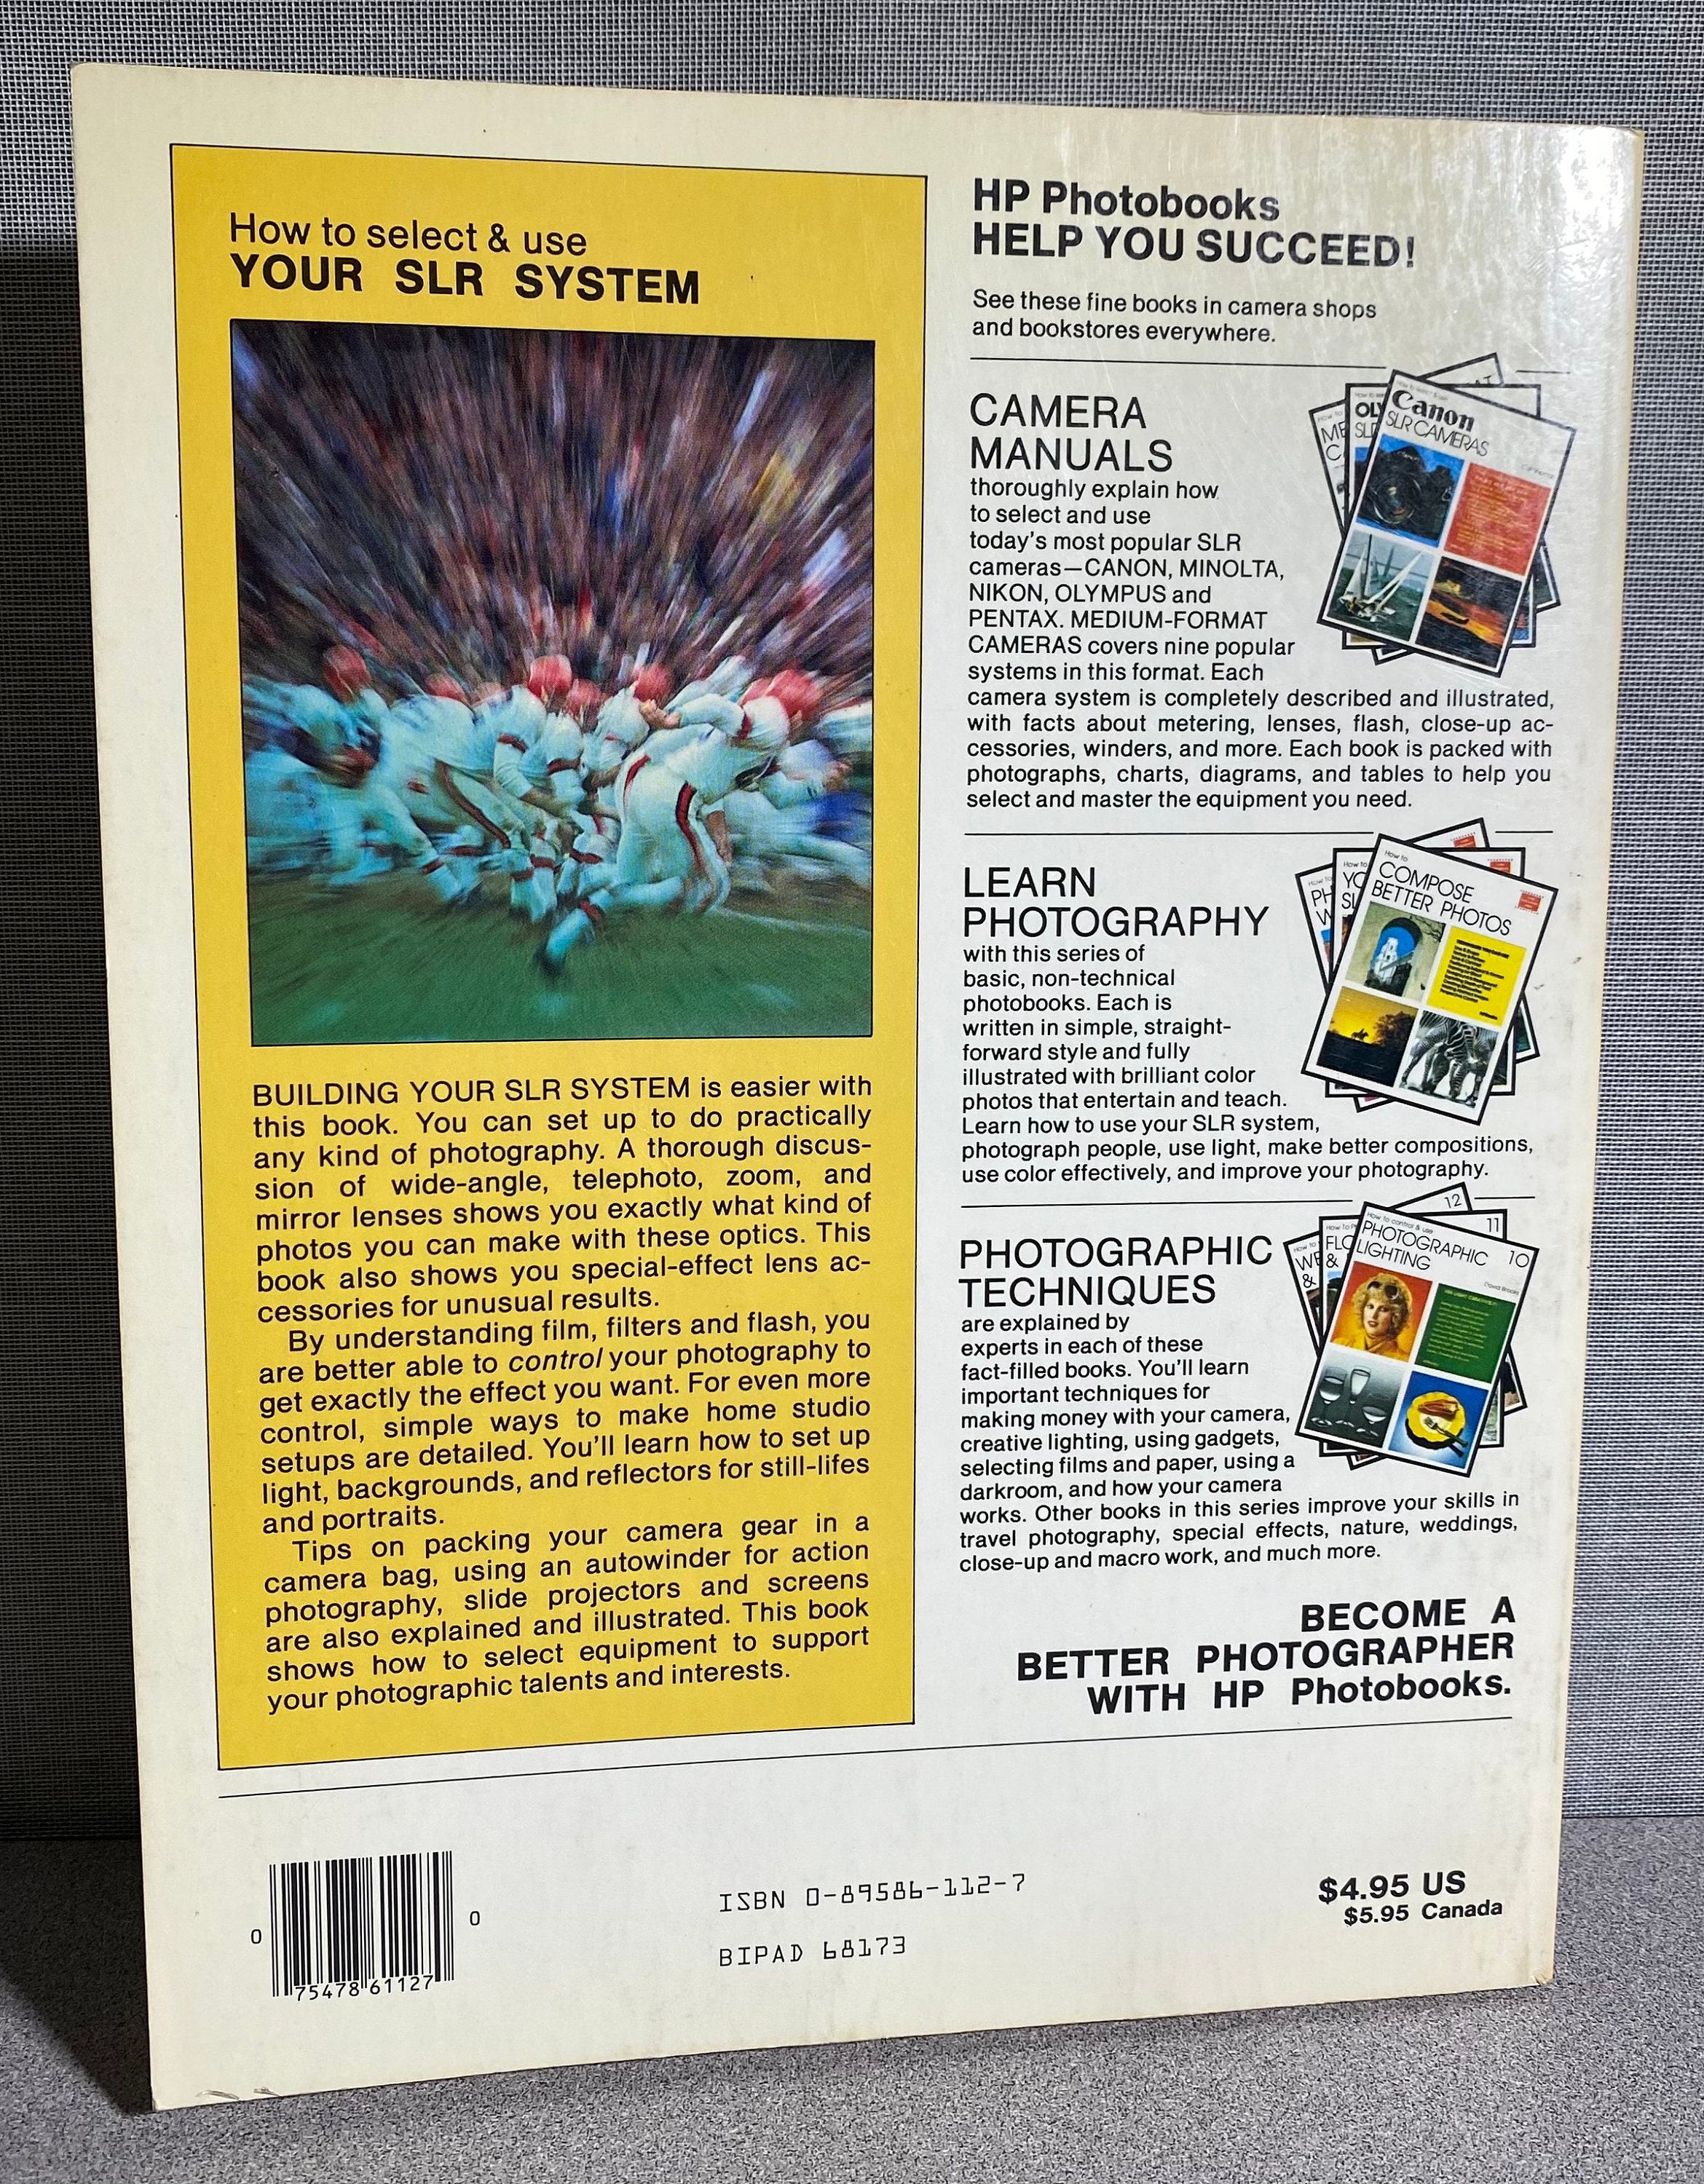 How to select & use
YOUR SLR SYSTEM
BUILDING YOUR SLR SYSTEM is easier with
this book. You can set up to do practically
any kind of photography. A thorough discus-
sion of wide-angle, telephoto, zoom, and
mirror lenses shows you exactly what kind of
photos you can make with these optics. This
book also shows you special-effect lens ac-
cessories for unusual results.
By understanding film, filters and flash, you
are better able to control your photography to
get exactly the effect you want. For even more
control, simple ways to make home studio
setups are detailed. You'll learn how to set up
light, backgrounds, and reflectors for still-lifes
and portraits.
Tips on packing your camera gear in a
camera bag, using an autowinder for action
photography, slide projectors and screens
are also explained and illustrated. This book
shows how to select equipment to support
your photographic talents and interests.
HP Photobooks
HELP YOU SUCCEED!
See these fine books in camera shops
and bookstores everywhere.
CAMERA
MANUALS
thoroughly explain how
to select and use
today's most popular SLR
cameras—CANON, MINOLTA,
NIKON, OLYMPUS and
PENTAX. MEDIUM-FORMAT
CAMERAS covers nine popular
systems in this format. Each
camera system is completely described and illustrated,
with facts about metering, lenses, flash, close-up ac-
cessories, winders, and more. Each book is packed with
photographs, charts, diagrams, and tables to help you
select and master the equipment you need.
Canon
SLR CAMERAS
LEARN
PHOTOGRAPHY
with this series of
basic, non-technical
photobooks. Each is
written in simple, straight-
forward style and fully
illustrated with brilliant color
photos that entertain and teach.
Learn how to use your SLR system,
photograph people, use light, make better compositions,
use color effectively, and improve your photography.
How to
COMPOSE
BETTER PHOTOS
PHOTOGRAPHIC
TECHNIQUES
are explained by
experts in each of these
fact-filled books. You'll learn
important techniques for
making money with your camera,
creative lighting, using gadgets,
selecting films and paper, using a
darkroom, and how your camera
works. Other books in this series improve your skills in
travel photography, special effects, nature, weddings,
close-up and macro work, and much more.
12
11
How to control & use
PHOTOGRAPHIC 10
LIGHTING
David Brooks
BECOME A
BETTER PHOTOGRAPHER
WITH HP Photobooks.
0 75478 61127 0
ISBN 0-89586-112-7
BIPAD 68173
$4.95 US
$5.95 Canada